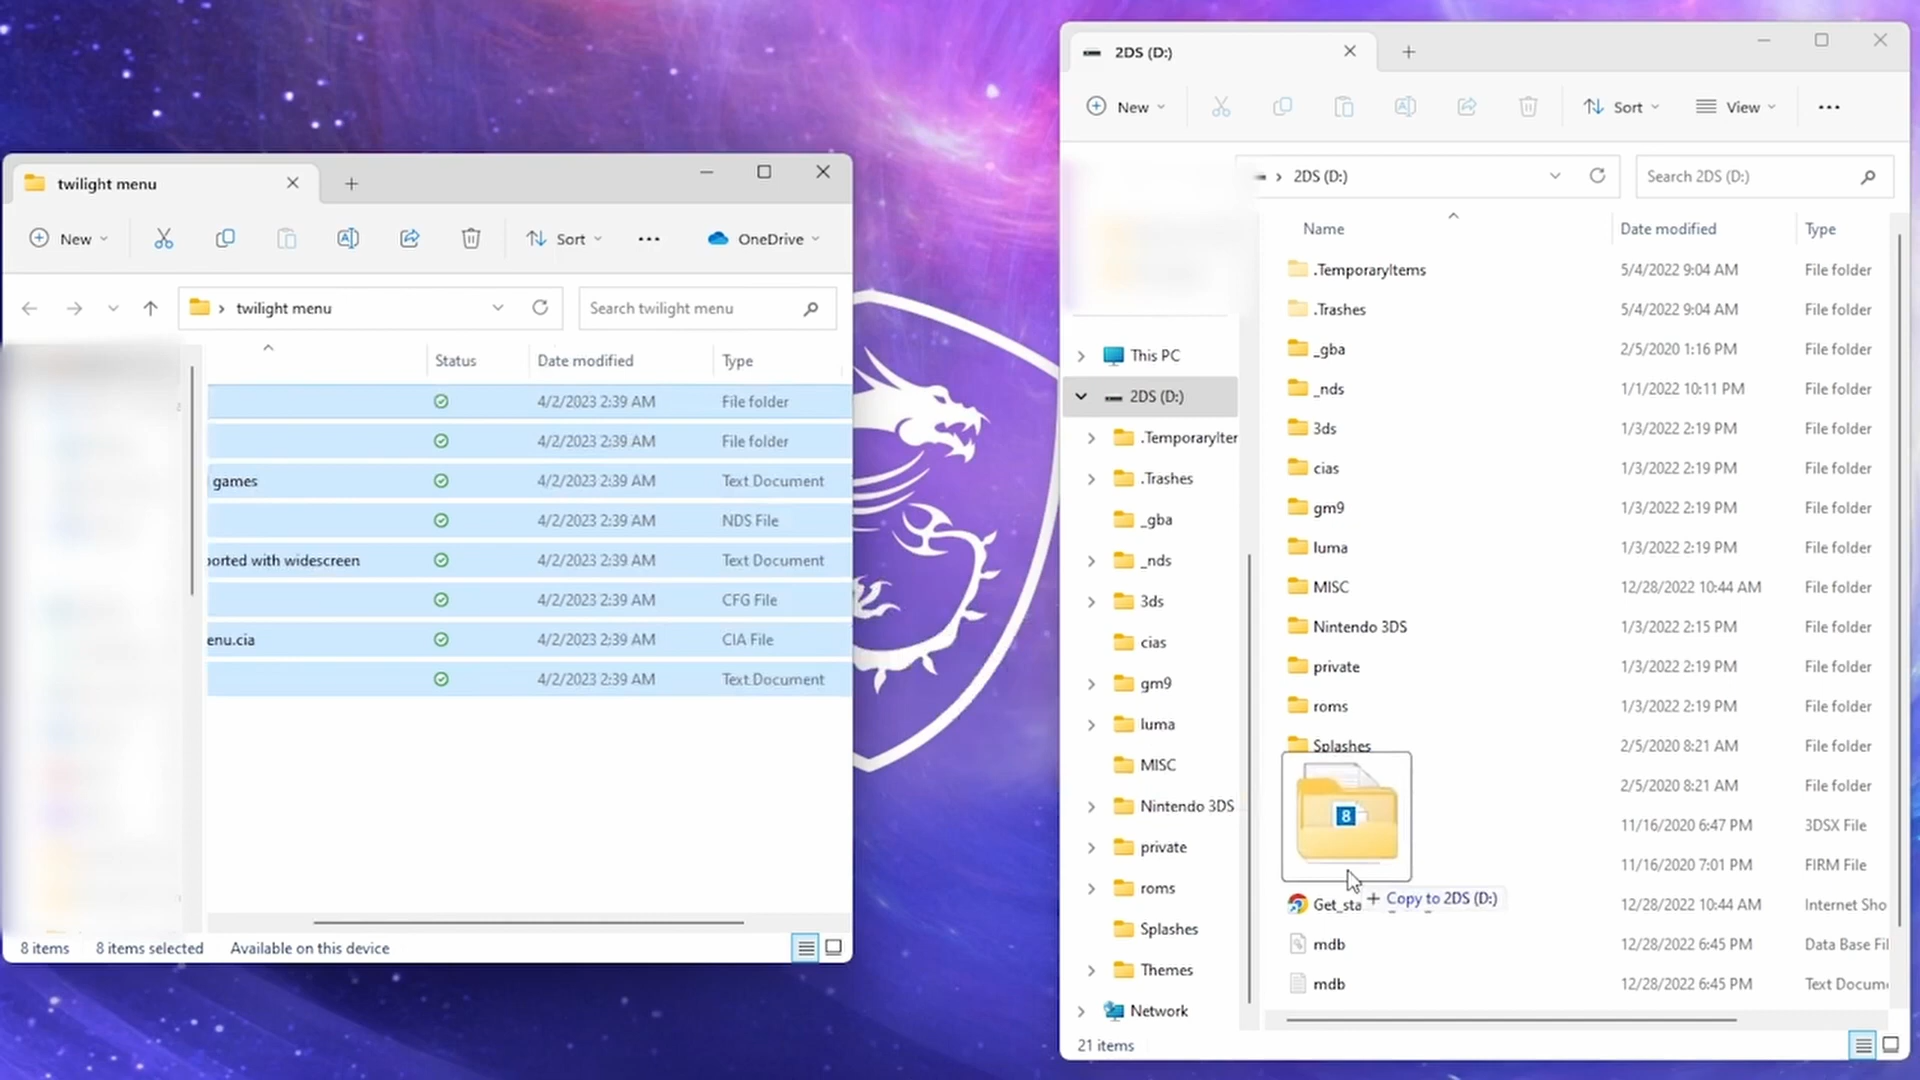 twilight menu
New
Sort
OneDrive
twilight menu
Search twilight menu
Status Date modified Type
4/2/2023 2:39 AM File folder
4/2/2023 2:39 AM File folder
games 4/2/2023 2:39 AM Text Document
4/2/2023 2:39 AM NDS File
ported with widescreen 4/2/2023 2:39 AM Text Document
4/2/2023 2:39 AM CFG File
enu.cia 4/2/2023 2:39 AM CIA File
4/2/2023 2:39 AM Text Document
8 items 8 items selected Available on this device
2DS (D:)
New
Sort
View
2DS (D:)
Search 2DS (D:)
This PC
2DS (D:)
.TemporaryIter
.Trashes
_gba
_nds
3ds
cias
gm9
luma
MISC
Nintendo 3DS
private
roms
Splashes
Themes
Network
Name Date modified Type
.TemporaryItems 5/4/2022 9:04 AM File folder
.Trashes 5/4/2022 9:04 AM File folder
_gba 2/5/2020 1:16 PM File folder
_nds 1/1/2022 10:11 PM File folder
3ds 1/3/2022 2:19 PM File folder
cias 1/3/2022 2:19 PM File folder
gm9 1/3/2022 2:19 PM File folder
luma 1/3/2022 2:19 PM File folder
MISC 12/28/2022 10:44 AM File folder
Nintendo 3DS 1/3/2022 2:15 PM File folder
private 1/3/2022 2:19 PM File folder
roms 1/3/2022 2:19 PM File folder
Splashes 2/5/2020 8:21 AM File folder
2/5/2020 8:21 AM File folder
8
11/16/2020 6:47 PM 3DSX File
11/16/2020 7:01 PM FIRM File
Get_sta 12/28/2022 10:44 AM Internet Sho
+ Copy to 2DS (D:)
mdb 12/28/2022 6:45 PM Data Base Fil
mdb 12/28/2022 6:45 PM Text Docum
21 items